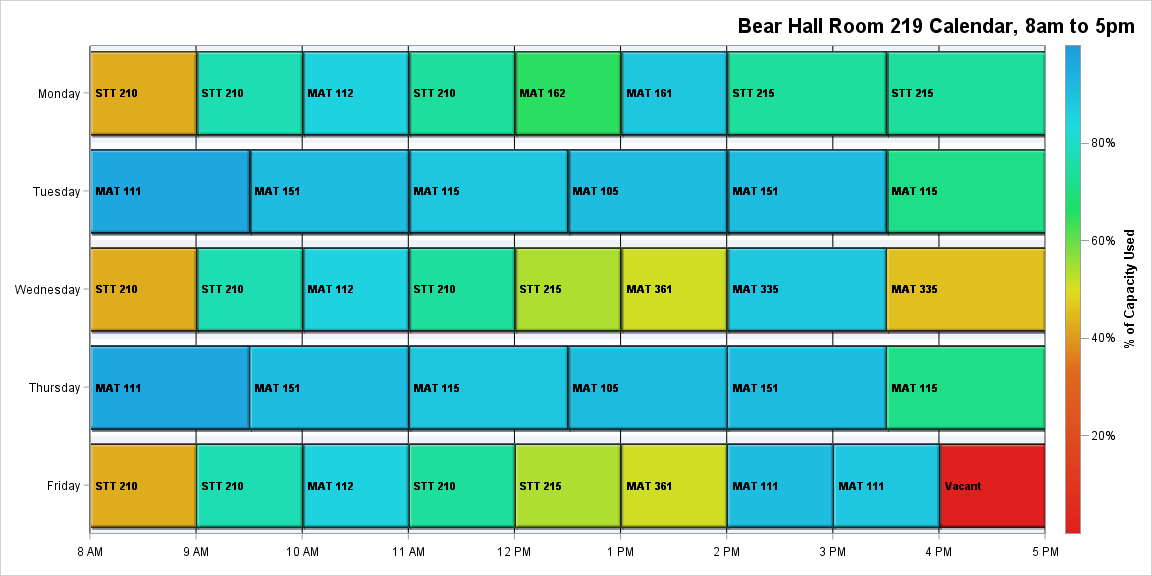 Bear Hall Room 219 Calendar, 8am to 5pm
Monday
STT 210
STT 210
MAT 112
STT 210
MAT 162
MAT 161
STT 215
STT 215
Tuesday
MAT 111
MAT 151
MAT 115
MAT 105
MAT 151
MAT 115
Wednesday
STT 210
STT 210
MAT 112
STT 210
STT 215
MAT 361
MAT 335
MAT 335
Thursday
MAT 111
MAT 151
MAT 115
MAT 105
MAT 151
MAT 115
Friday
STT 210
STT 210
MAT 112
STT 210
STT 215
MAT 361
MAT 111
MAT 111
Vacant
8 AM
9 AM
10 AM
11 AM
12 PM
1 PM
2 PM
3 PM
4 PM
5 PM
80%
60%
40%
20%
% of Capacity Used